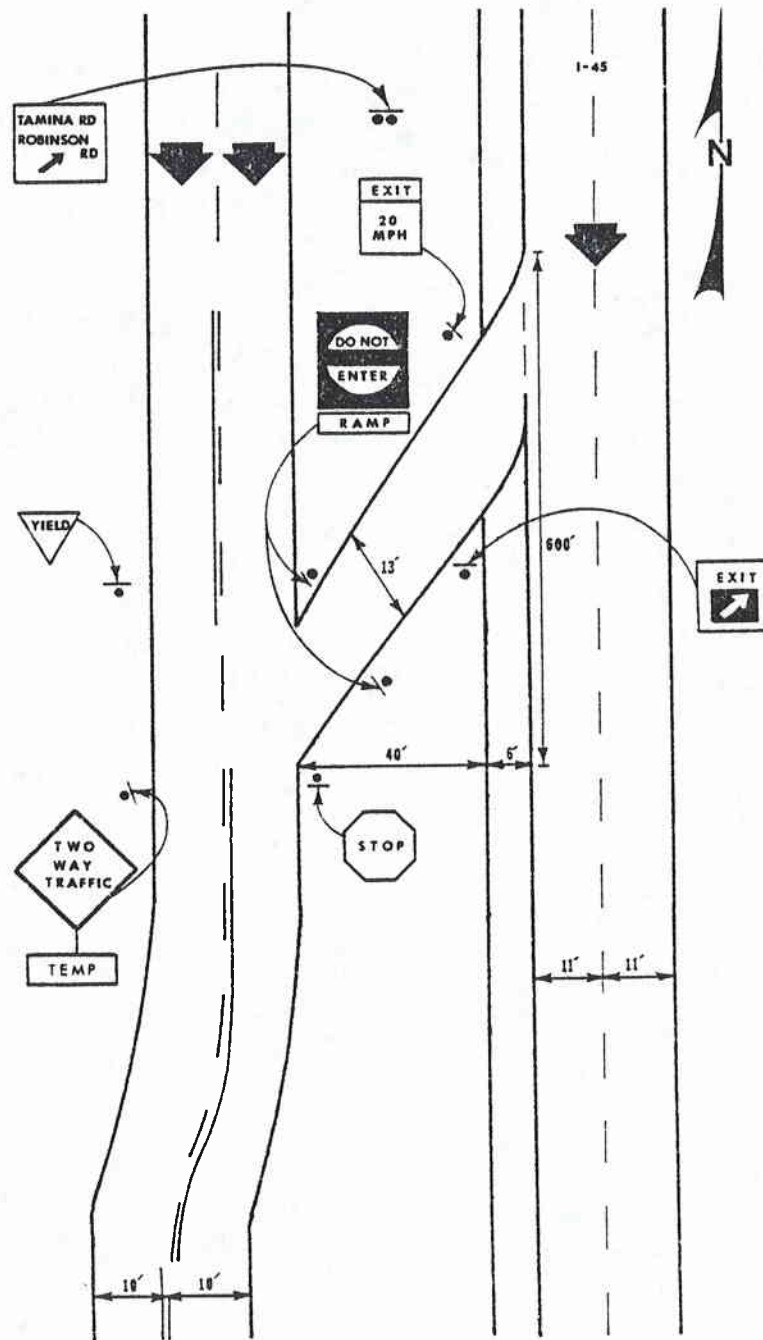 I-45
TAMINA RD
ROBINSON
RD
N
EXIT
20
MPH
DO NOT
ENTER
RAMP
YIELD
13′
600′
EXIT
40′
6′
TWO
WAY
TRAFFIC
TEMP
STOP
11′
11′
10′
10′